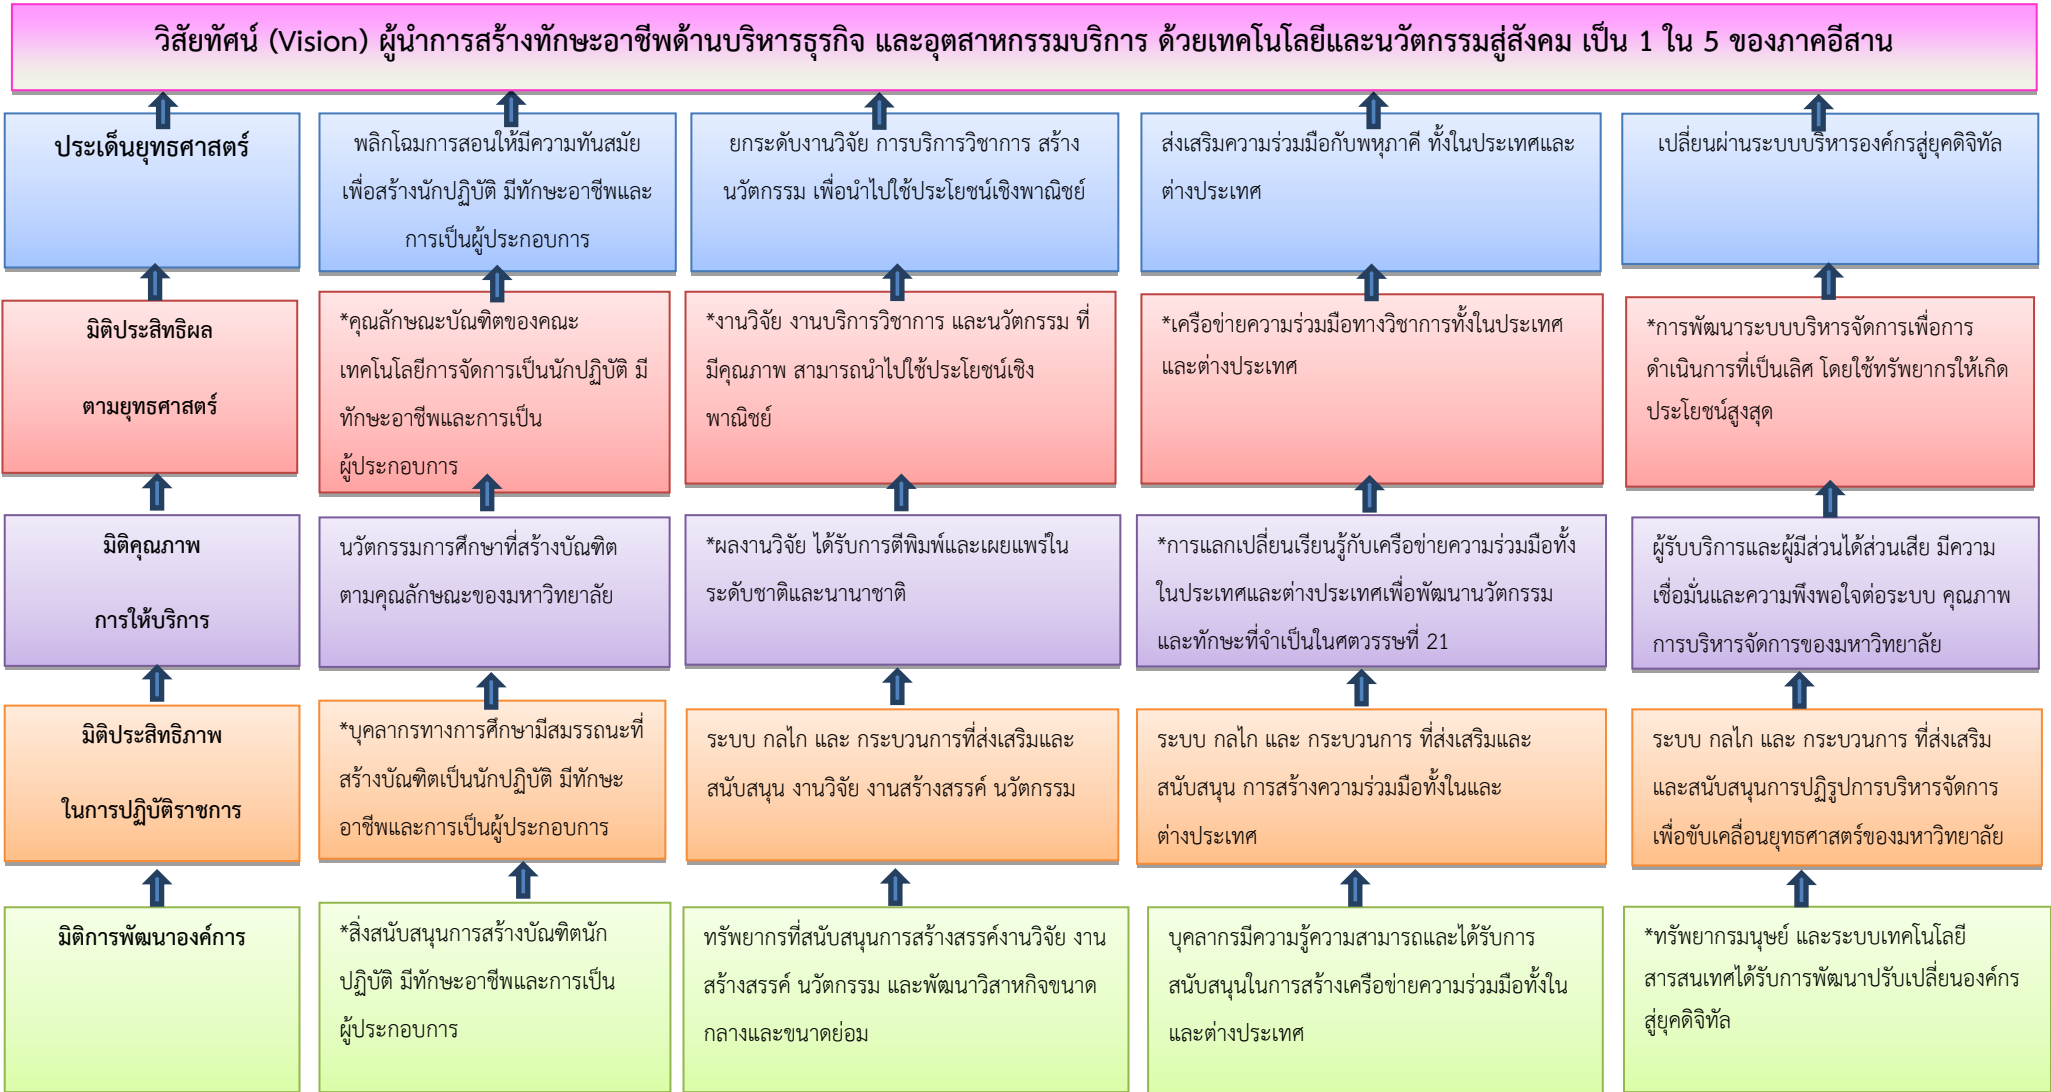 วิสัยทัศน์ (Vision) ผู้นำการสร้างทักษะอาชีพด้านบริหารธุรกิจ และอุตสาหกรรมบริการ ด้วยเทคโนโลยีและนวัตกรรมสู่สังคม เป็น 1 ใน 5 ของภาคอีสาน
ประเด็นยุทธศาสตร์
พลิกโฉมการสอนให้มีความทันสมัย
เพื่อสร้างนักปฏิบัติ มีทักษะอาชีพและ
การเป็นผู้ประกอบการ
ยกระดับงานวิจัย การบริการวิชาการ สร้าง
นวัตกรรม เพื่อนำไปใช้ประโยชน์เชิงพาณิชย์
ส่งเสริมความร่วมมือกับพหุภาคี ทั้งในประเทศและ
ต่างประเทศ
เปลี่ยนผ่านระบบบริหารองค์กรสู่ยุคดิจิทัล
มิติประสิทธิผล
ตามยุทธศาสตร์
*คุณลักษณะบัณฑิตของคณะ
เทคโนโลยีการจัดการเป็นนักปฏิบัติ มี
ทักษะอาชีพและการเป็น
ผู้ประกอบการ
*งานวิจัย งานบริการวิชาการ และนวัตกรรม ที่
มีคุณภาพ สามารถนำไปใช้ประโยชน์เชิง
พาณิชย์
*เครือข่ายความร่วมมือทางวิชาการทั้งในประเทศ
และต่างประเทศ
*การพัฒนาระบบบริหารจัดการเพื่อการ
ดำเนินการที่เป็นเลิศ โดยใช้ทรัพยากรให้เกิด
ประโยชน์สูงสุด
มิติคุณภาพ
การให้บริการ
นวัตกรรมการศึกษาที่สร้างบัณฑิต
ตามคุณลักษณะของมหาวิทยาลัย
*ผลงานวิจัย ได้รับการตีพิมพ์และเผยแพร่ใน
ระดับชาติและนานาชาติ
*การแลกเปลี่ยนเรียนรู้กับเครือข่ายความร่วมมือทั้ง
ในประเทศและต่างประเทศเพื่อพัฒนานวัตกรรม
และทักษะที่จำเป็นในศตวรรษที่ 21
ผู้รับบริการและผู้มีส่วนได้ส่วนเสีย มีความ
เชื่อมั่นและความพึงพอใจต่อระบบ คุณภาพ
การบริหารจัดการของมหาวิทยาลัย
มิติประสิทธิภาพ
ในการปฏิบัติราชการ
*บุคลากรทางการศึกษามีสมรรถนะที่
สร้างบัณฑิตเป็นนักปฏิบัติ มีทักษะ
อาชีพและการเป็นผู้ประกอบการ
ระบบ กลไก และ กระบวนการที่ส่งเสริมและ
สนับสนุน งานวิจัย งานสร้างสรรค์ นวัตกรรม
ระบบ กลไก และ กระบวนการ ที่ส่งเสริมและ
สนับสนุน การสร้างความร่วมมือทั้งในและ
ต่างประเทศ
ระบบ กลไก และ กระบวนการ ที่ส่งเสริม
และสนับสนุนการปฏิรูปการบริหารจัดการ
เพื่อขับเคลื่อนยุทธศาสตร์ของมหาวิทยาลัย
มิติการพัฒนาองค์การ
*สิ่งสนับสนุนการสร้างบัณฑิตนัก
ปฏิบัติ มีทักษะอาชีพและการเป็น
ผู้ประกอบการ
ทรัพยากรที่สนับสนุนการสร้างสรรค์งานวิจัย งาน
สร้างสรรค์ นวัตกรรม และพัฒนาวิสาหกิจขนาด
กลางและขนาดย่อม
บุคลากรมีความรู้ความสามารถและได้รับการ
สนับสนุนในการสร้างเครือข่ายความร่วมมือทั้งใน
และต่างประเทศ
*ทรัพยากรมนุษย์ และระบบเทคโนโลยี
สารสนเทศได้รับการพัฒนาปรับเปลี่ยนองค์กร
สู่ยุคดิจิทัล